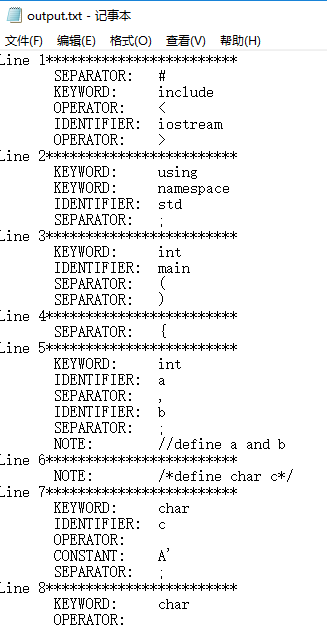 output.txt - 记事本
文件(F) 编辑(E) 格式(O) 查看(V) 帮助(H)
Line 1************************
SEPARATOR: #
KEYWORD: include
OPERATOR: <
IDENTIFIER: iostream
OPERATOR: >
Line 2************************
KEYWORD: using
KEYWORD: namespace
IDENTIFIER: std
SEPARATOR: ;
Line 3************************
KEYWORD: int
IDENTIFIER: main
SEPARATOR: (
SEPARATOR: )
Line 4************************
SEPARATOR: {
Line 5************************
KEYWORD: int
IDENTIFIER: a
SEPARATOR: ,
IDENTIFIER: b
SEPARATOR: ;
NOTE: //define a and b
Line 6************************
NOTE: /*define char c*/
Line 7************************
KEYWORD: char
IDENTIFIER: c
OPERATOR:
CONSTANT: A'
SEPARATOR: ;
Line 8************************
KEYWORD: char
OPERATOR: